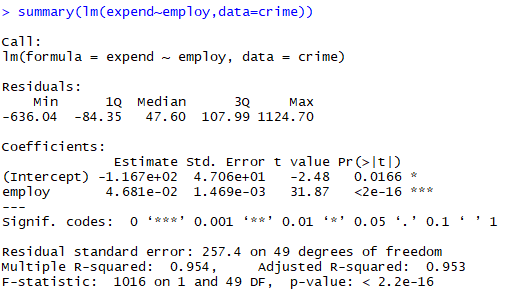 > summary(lm(expend~employ,data=crime))
Call:
lm(formula = expend ~ employ, data = crime)
Residuals:
    Min      1Q  Median      3Q     Max
-636.04  -84.35   47.60  107.99 1124.70
Coefficients:
              Estimate Std. Error t value Pr(>|t|)
(Intercept) -1.167e+02  4.706e+01   -2.48   0.0166 *
employ       4.681e-02  1.469e-03   31.87   <2e-16 ***
---
Signif. codes:  0 ‘***’ 0.001 ‘**’ 0.01 ‘*’ 0.05 ‘.’ 0.1 ‘ ’ 1
Residual standard error: 257.4 on 49 degrees of freedom
Multiple R-squared:  0.954,     Adjusted R-squared:  0.953
F-statistic:  1016 on 1 and 49 DF,  p-value: < 2.2e-16